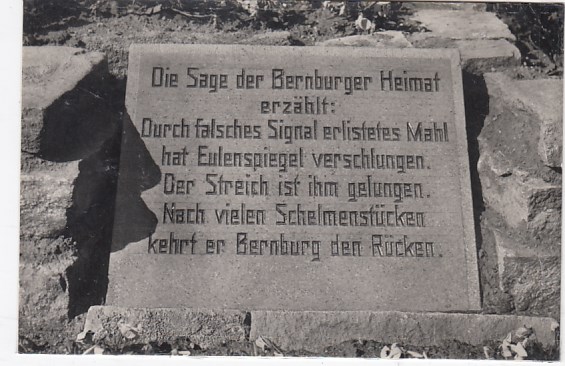 Die Sage der Bernburger Heimat
erzählt:
Durch falsches Signal erlistetes Mahl
hat Eulenspiegel verschlungen.
Der Streich ist ihm gelungen.
Nach vielen Schelmenstücken
kehrt er Bernburg den Rücken.